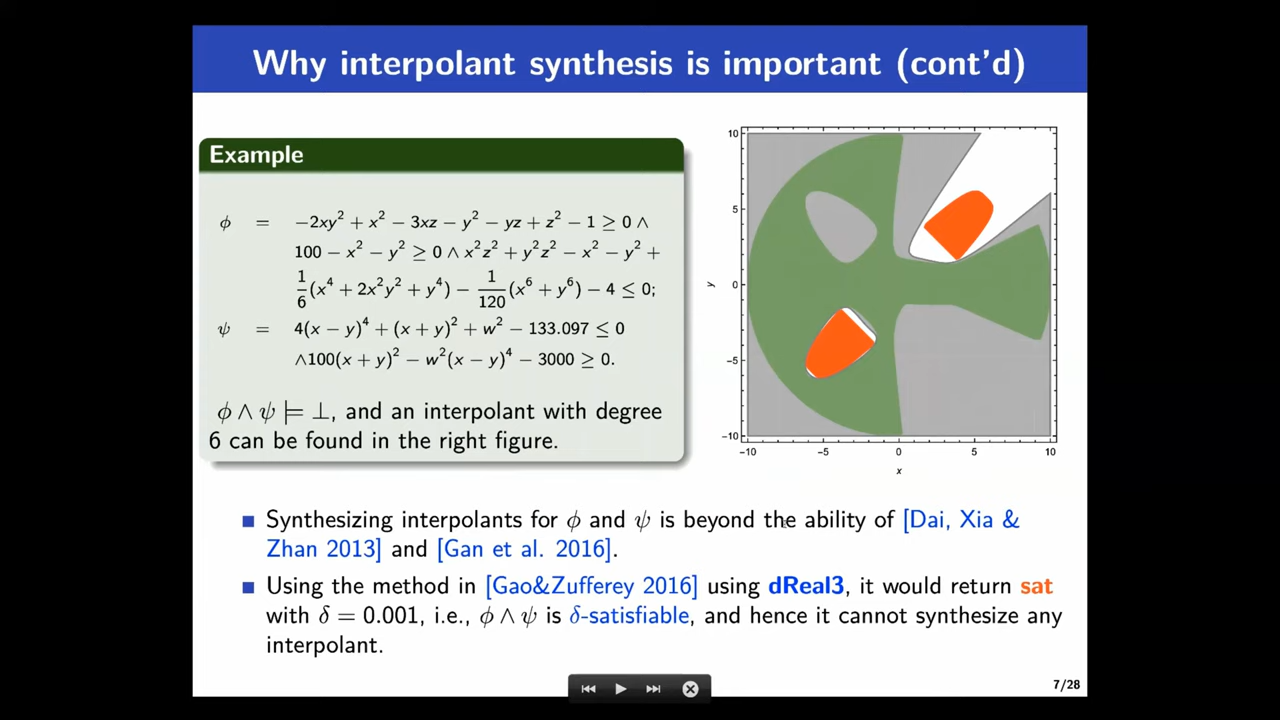 Why interpolant synthesis is important (cont'd)
Example
ϕ = −2xy² + x² − 3xz − y² − yz + z² − 1 ≥ 0 ∧
100 − x² − y² ≥ 0 ∧ x²z² + y²z² − x² − y² +
1/6(x⁴ + 2x²y² + y⁴) − 1/120(x⁶ + y⁶) − 4 ≤ 0;
ψ = 4(x − y)⁴ + (x + y)² + w² − 133.097 ≤ 0
∧100(x + y)² − w²(x − y)⁴ − 3000 ≥ 0.
ϕ ∧ ψ ⊨ ⊥, and an interpolant with degree
6 can be found in the right figure.
10
5
0
−5
−10
y
−10 −5 0 5 10
x
■ Synthesizing interpolants for ϕ and ψ is beyond the ability of [Dai, Xia &
Zhan 2013] and [Gan et al. 2016].
■ Using the method in [Gao&Zufferey 2016] using dReal3, it would return sat
with δ = 0.001, i.e., ϕ ∧ ψ is δ-satisfiable, and hence it cannot synthesize any
interpolant.
7/28